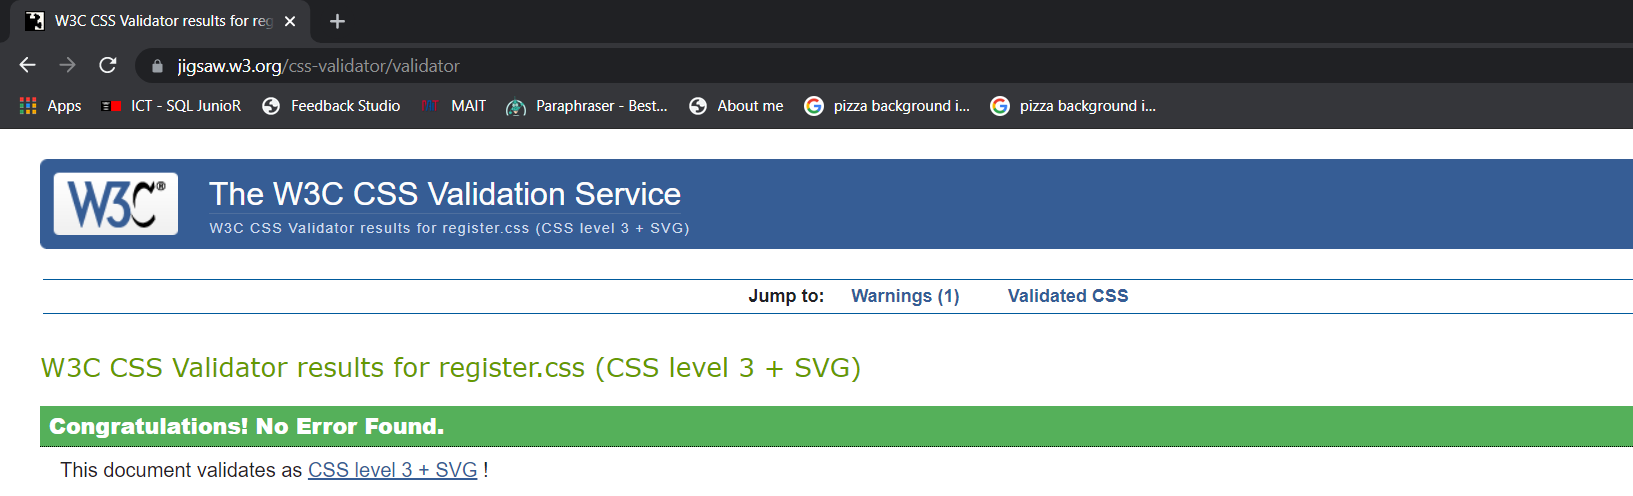 W3C CSS Validator results for reg
jigsaw.w3.org/css-validator/validator
Apps ICT - SQL JunioR Feedback Studio MIT MAIT Paraphraser - Best... About me pizza background i... pizza background i...
W3C® The W3C CSS Validation Service
W3C CSS Validator results for register.css (CSS level 3 + SVG)
Jump to: Warnings (1) Validated CSS
W3C CSS Validator results for register.css (CSS level 3 + SVG)
Congratulations! No Error Found.
This document validates as CSS level 3 + SVG !